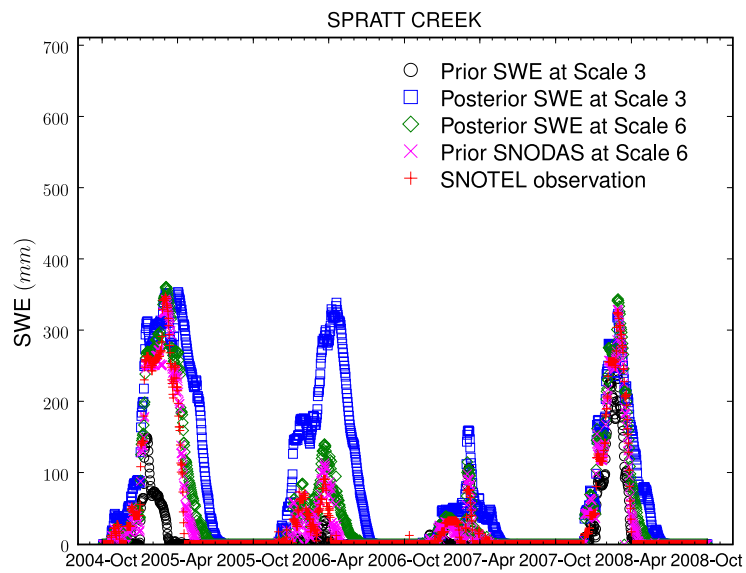 SPRATT CREEK
700
600
500
400
300
200
100
0
SWE (mm)
Prior SWE at Scale 3
Posterior SWE at Scale 3
Posterior SWE at Scale 6
Prior SNODAS at Scale 6
SNOTEL observation
2004-Oct 2005-Apr 2005-Oct 2006-Apr 2006-Oct 2007-Apr 2007-Oct 2008-Apr 2008-Oct